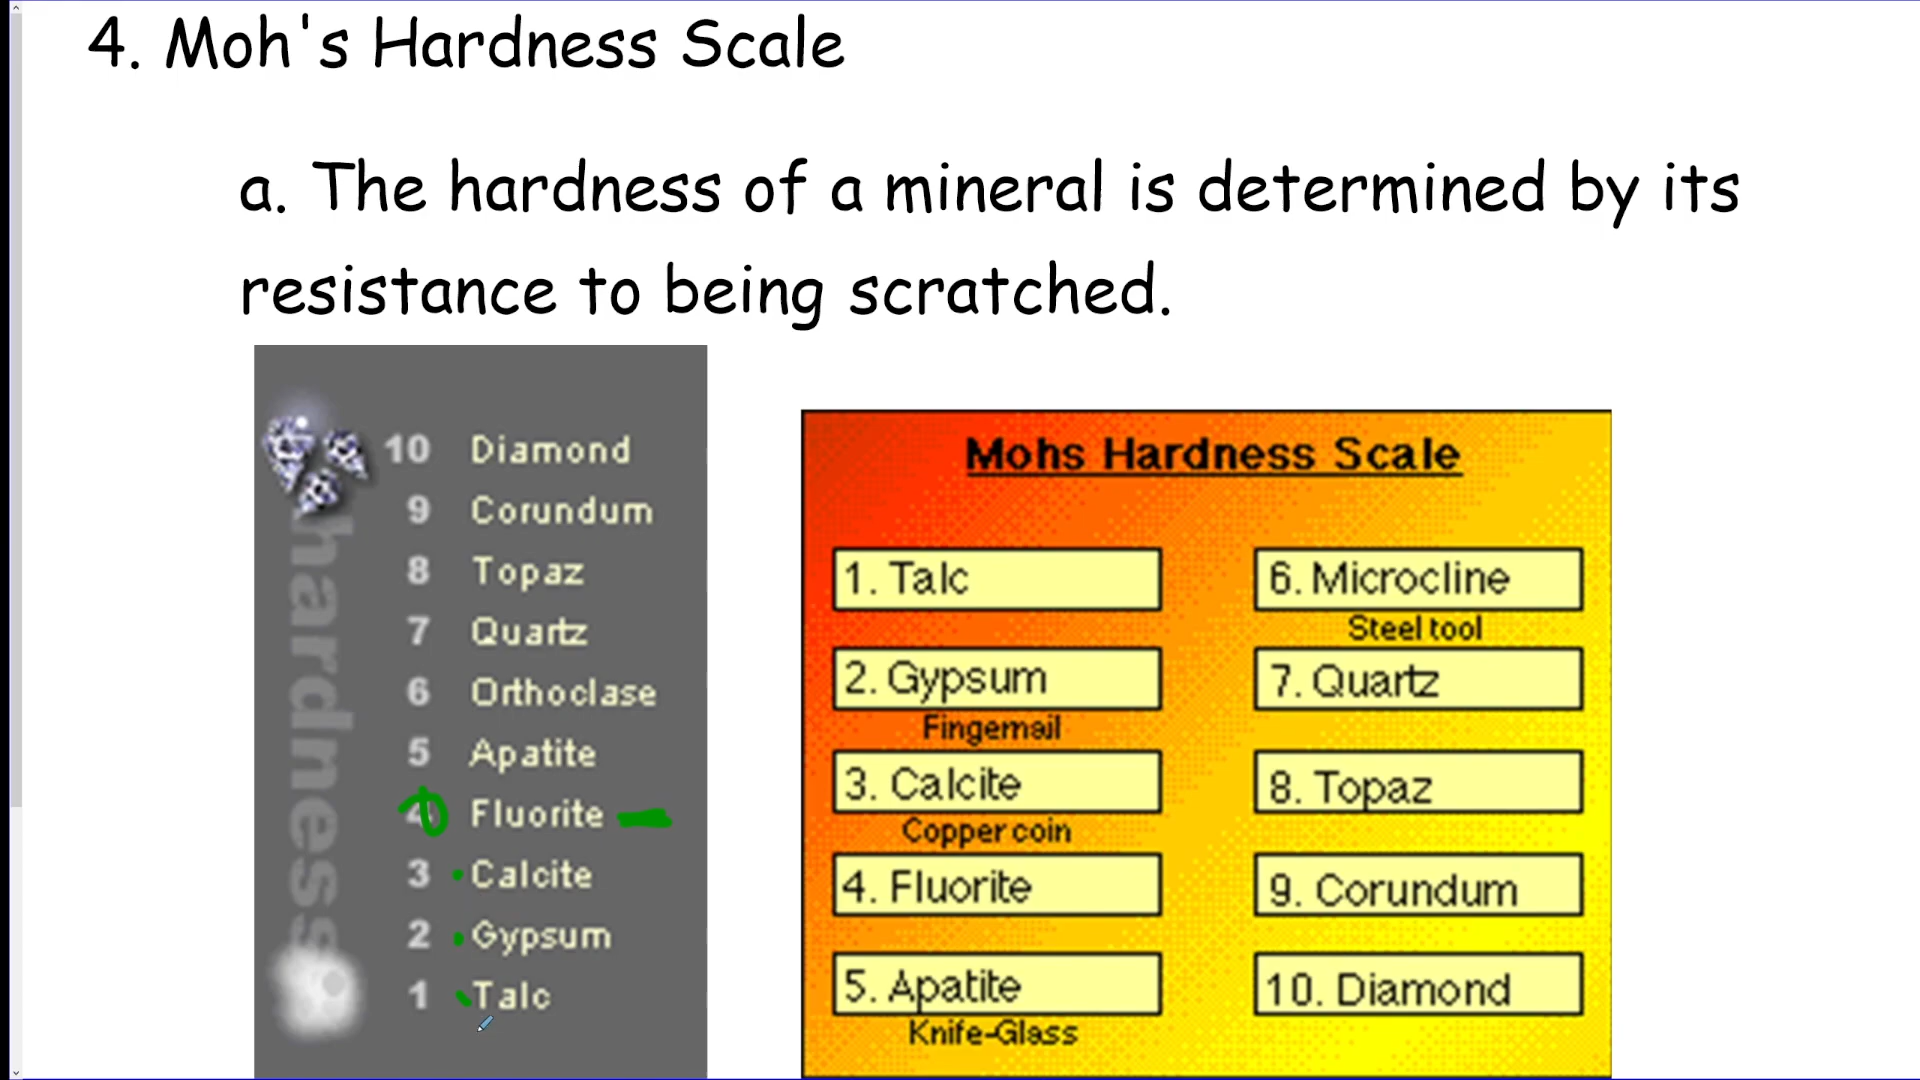 4. Moh's Hardness Scale
a. The hardness of a mineral is determined by its
resistance to being scratched.
hardness
10 Diamond
9 Corundum
8 Topaz
7 Quartz
6 Orthoclase
5 Apatite
4 Fluorite
3 Calcite
2 Gypsum
1 Talc
Mohs Hardness Scale
1. Talc
2. Gypsum
Fingernail
3. Calcite
Copper coin
4. Fluorite
5. Apatite
Knife-Glass
6. Microcline
Steel tool
7. Quartz
8. Topaz
9. Corundum
10. Diamond